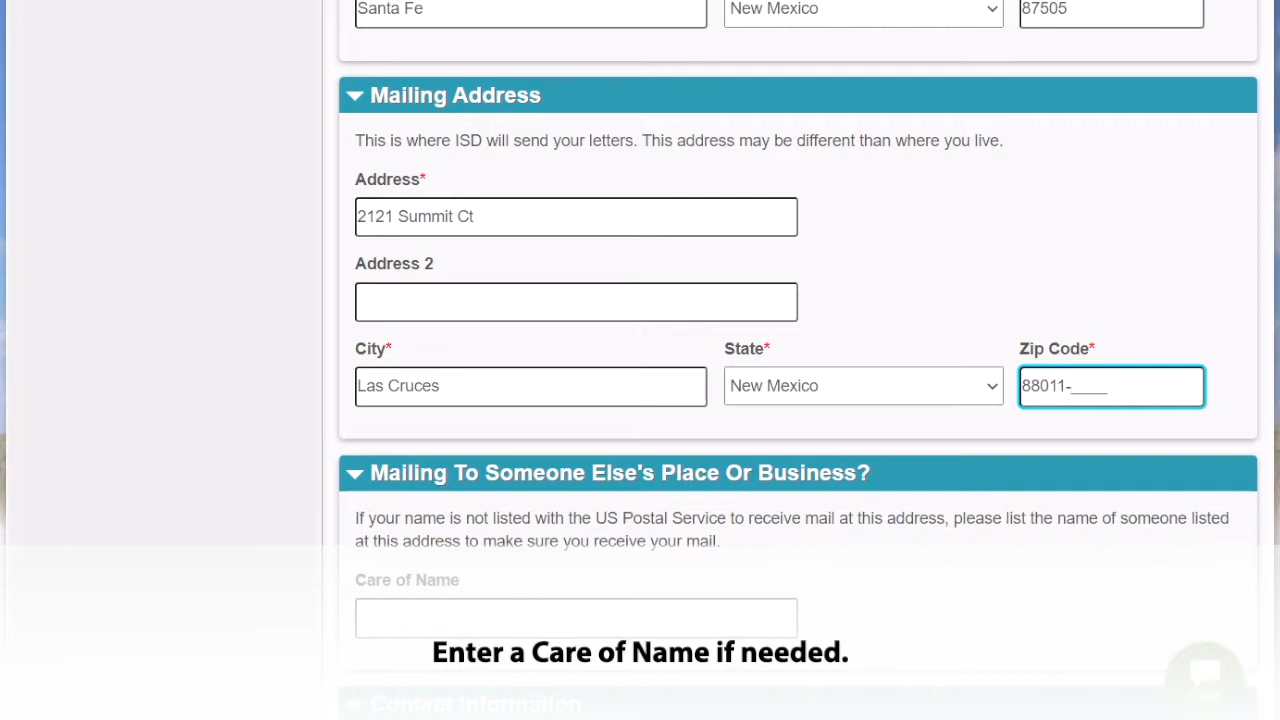 Santa Fe New Mexico 87505
Mailing Address
This is where ISD will send your letters. This address may be different than where you live.
Address*
2121 Summit Ct
Address 2
City* State* Zip Code*
Las Cruces New Mexico 88011-____
Mailing To Someone Else's Place Or Business?
If your name is not listed with the US Postal Service to receive mail at this address, please list the name of someone listed
at this address to make sure you receive your mail.
Care of Name
Enter a Care of Name if needed.
Contact Information